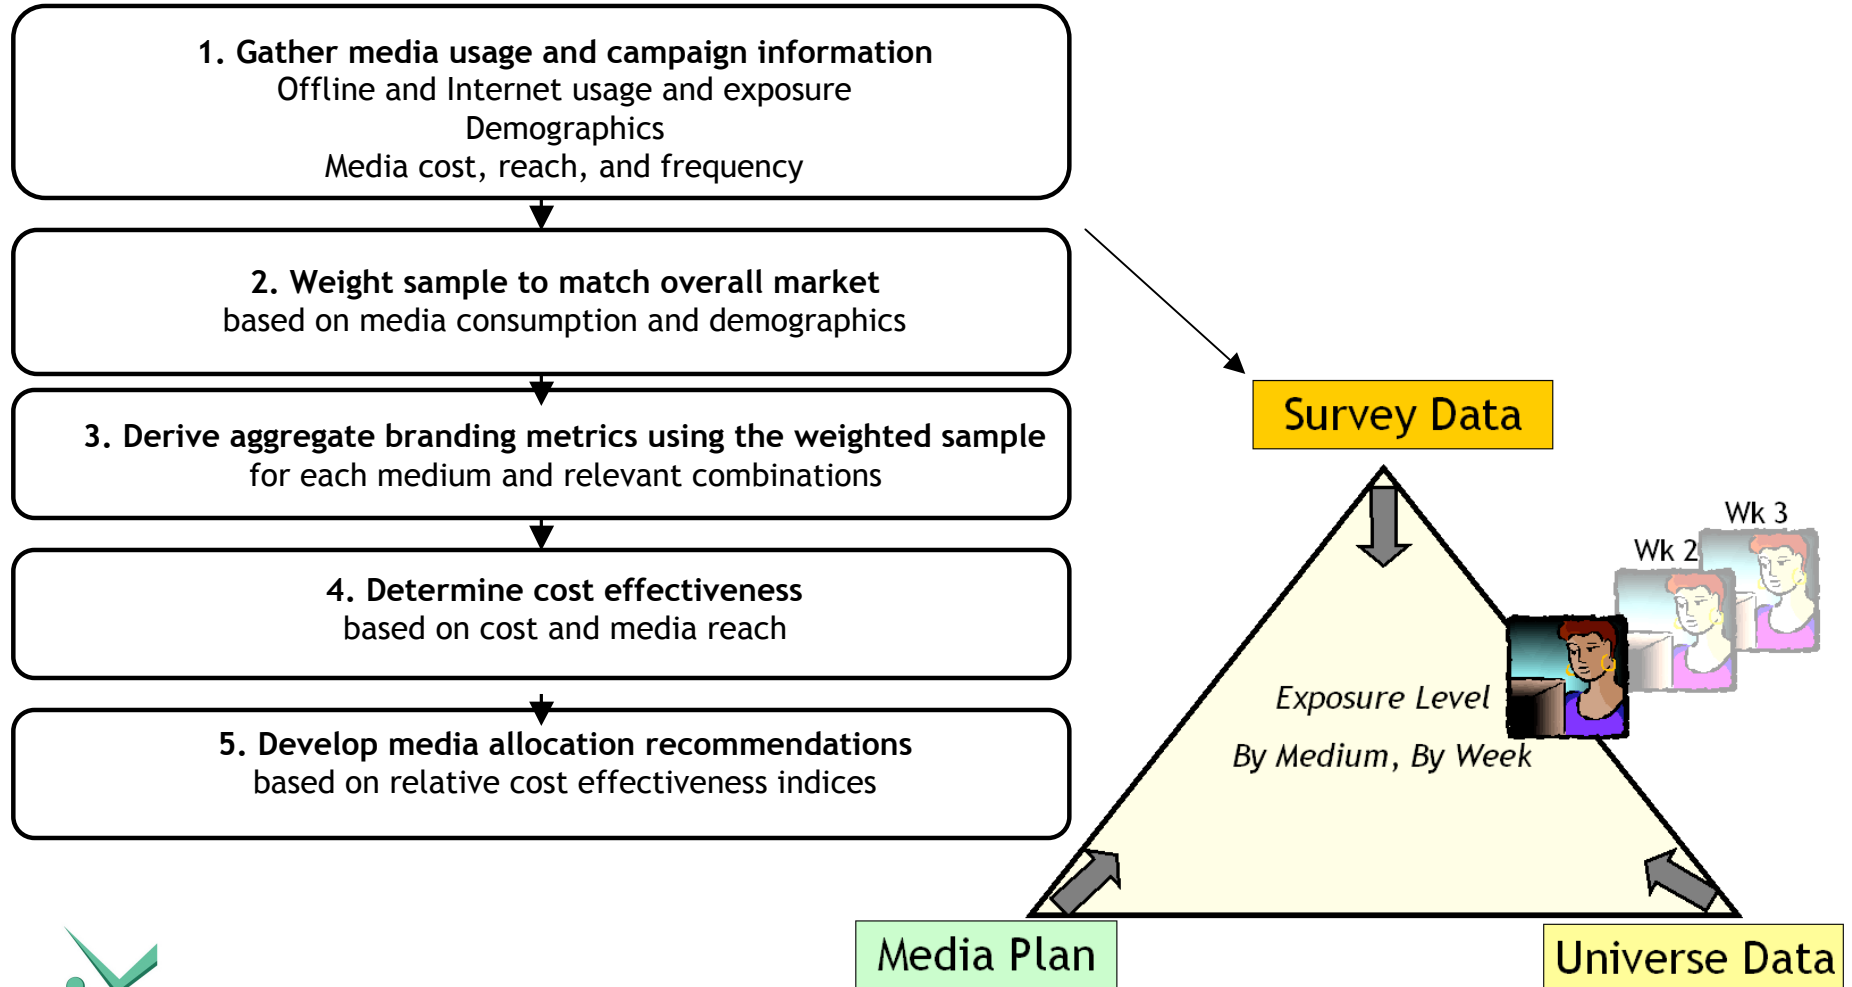 1. Gather media usage and campaign information
Offline and Internet usage and exposure
Demographics
Media cost, reach, and frequency
2. Weight sample to match overall market
based on media consumption and demographics
3. Derive aggregate branding metrics using the weighted sample
for each medium and relevant combinations
4. Determine cost effectiveness
based on cost and media reach
5. Develop media allocation recommendations
based on relative cost effectiveness indices
Survey Data
Wk 3
Wk 2
Exposure Level
By Medium, By Week
Media Plan
Universe Data